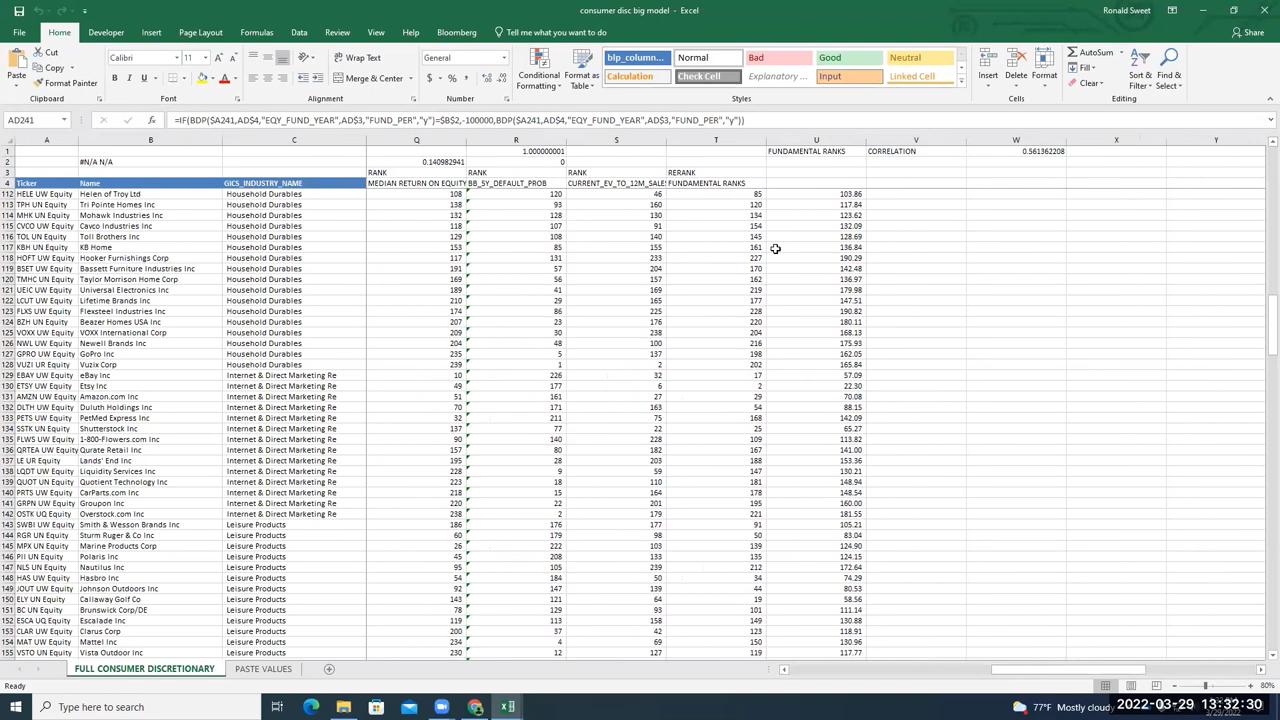 consumer disc big model - Excel
Ronald Sweet
File Home Developer Insert Page Layout Formulas Data Review View Help Bloomberg Tell me what you want to do Share
Paste Cut Copy Format Painter Clipboard
Calibri 11 B I U Font
Wrap Text Merge & Center Alignment
General $ % Number
Conditional Formatting Format as Table
blp_column... Normal Bad Good Neutral
Calculation Check Cell Explanatory ... Input Linked Cell
Styles
Insert Delete Format Cells
AutoSum Fill Clear Sort & Filter Find & Select Editing
AD241 fx =IF(BDP($A241,AD$4,"EQY_FUND_YEAR",AD$3,"FUND_PER","y")=$B$2,-100000,BDP($A241,AD$4,"EQY_FUND_YEAR",AD$3,"FUND_PER","y"))
A B C Q R S T U V W X Y
1 1.000000001 FUNDAMENTAL RANKS CORRELATION 0.561362208
2 #N/A N/A 0.140982941 0
3 RANK RANK RANK RERANK
4 Ticker Name GICS_INDUSTRY_NAME MEDIAN RETURN ON EQUITY BB_5Y_DEFAULT_PROB CURRENT_EV_TO_12M_SALES FUNDAMENTAL RANKS
112 HELE UW Equity Helen of Troy Ltd Household Durables 108 120 46 85 103.86
113 TPH UN Equity Tri Pointe Homes Inc Household Durables 138 93 160 120 117.84
114 MHK UN Equity Mohawk Industries Inc Household Durables 132 128 130 134 123.62
115 CVCO UW Equity Cavco Industries Inc Household Durables 118 107 91 154 132.09
116 TOL UN Equity Toll Brothers Inc Household Durables 128 108 140 145 128.69
117 KBH UN Equity KB Home Household Durables 153 85 155 161 136.84
118 HOFT UW Equity Hooker Furnishings Corp Household Durables 117 131 233 227 190.29
119 BSET UW Equity Bassett Furniture Industries Inc Household Durables 191 57 204 170 142.48
120 TMHC UN Equity Taylor Morrison Home Corp Household Durables 169 56 157 162 136.97
121 UEIC UW Equity Universal Electronics Inc Household Durables 189 41 169 219 179.98
122 LCUT UW Equity Lifetime Brands Inc Household Durables 210 29 165 177 147.51
123 FLXS UW Equity Flexsteel Industries Inc Household Durables 174 86 225 228 190.82
124 BZH UN Equity Beazer Homes USA Inc Household Durables 207 23 176 220 180.11
125 VOXX UW Equity VOXX International Corp Household Durables 209 30 238 204 168.13
126 NWL UW Equity Newell Brands Inc Household Durables 204 48 100 216 175.93
127 GPRO UW Equity GoPro Inc Household Durables 235 5 137 198 162.05
128 VUZI UR Equity Vuzix Corp Household Durables 239 1 2 202 165.84
129 EBAY UW Equity eBay Inc Internet & Direct Marketing Re 10 226 32 17 57.09
130 ETSY UW Equity Etsy Inc Internet & Direct Marketing Re 49 177 6 2 22.30
131 AMZN UW Equity Amazon.com Inc Internet & Direct Marketing Re 51 161 27 29 70.08
132 DLTH UW Equity Duluth Holdings Inc Internet & Direct Marketing Re 70 171 163 54 88.15
133 PETS UW Equity PetMed Express Inc Internet & Direct Marketing Re 32 211 75 168 142.09
134 SSTK UN Equity Shutterstock Inc Internet & Direct Marketing Re 137 77 22 25 65.27
135 FLWS UW Equity 1-800-Flowers.com Inc Internet & Direct Marketing Re 90 140 228 109 113.82
136 QRTEA UW Equity Qurate Retail Inc Internet & Direct Marketing Re 157 80 182 167 141.00
137 LE UR Equity Lands' End Inc Internet & Direct Marketing Re 195 28 203 188 153.36
138 LQDT UW Equity Liquidity Services Inc Internet & Direct Marketing Re 228 9 59 147 130.21
139 QUOT UN Equity Quotient Technology Inc Internet & Direct Marketing Re 223 18 110 181 148.94
140 PRTS UW Equity CarParts.com Inc Internet & Direct Marketing Re 218 15 164 178 148.54
141 GRPN UW Equity Groupon Inc Internet & Direct Marketing Re 220 22 201 195 160.00
142 OSTK UQ Equity Overstock.com Inc Internet & Direct Marketing Re 238 2 179 221 181.55
143 SWBI UW Equity Smith & Wesson Brands Inc Leisure Products 186 176 177 91 105.21
144 RGR UN Equity Sturm Ruger & Co Inc Leisure Products 60 179 98 50 83.04
145 MPX UN Equity Marine Products Corp Leisure Products 26 222 103 139 124.90
146 PII UN Equity Polaris Inc Leisure Products 45 208 133 135 124.14
147 NLS UN Equity Nautilus Inc Leisure Products 95 105 239 212 172.64
148 HAS UW Equity Hasbro Inc Leisure Products 54 184 50 34 74.29
149 JOUT UW Equity Johnson Outdoors Inc Leisure Products 92 147 139 44 80.53
150 ELY UN Equity Callaway Golf Co Leisure Products 143 121 64 19 58.56
151 BC UN Equity Brunswick Corp/DE Leisure Products 78 129 93 101 111.14
152 ESCA UQ Equity Escalade Inc Leisure Products 119 113 158 149 130.88
153 CLAR UW Equity Clarus Corp Leisure Products 200 37 42 123 118.91
154 MAT UW Equity Mattel Inc Leisure Products 234 4 69 150 130.96
155 VSTO UN Equity Vista Outdoor Inc Leisure Products 230 12 127 119 117.77
FULL CONSUMER DISCRETIONARY PASTE VALUES
Ready 80%
Type here to search 77°F Mostly cloudy 2022-03-29 13:32:30